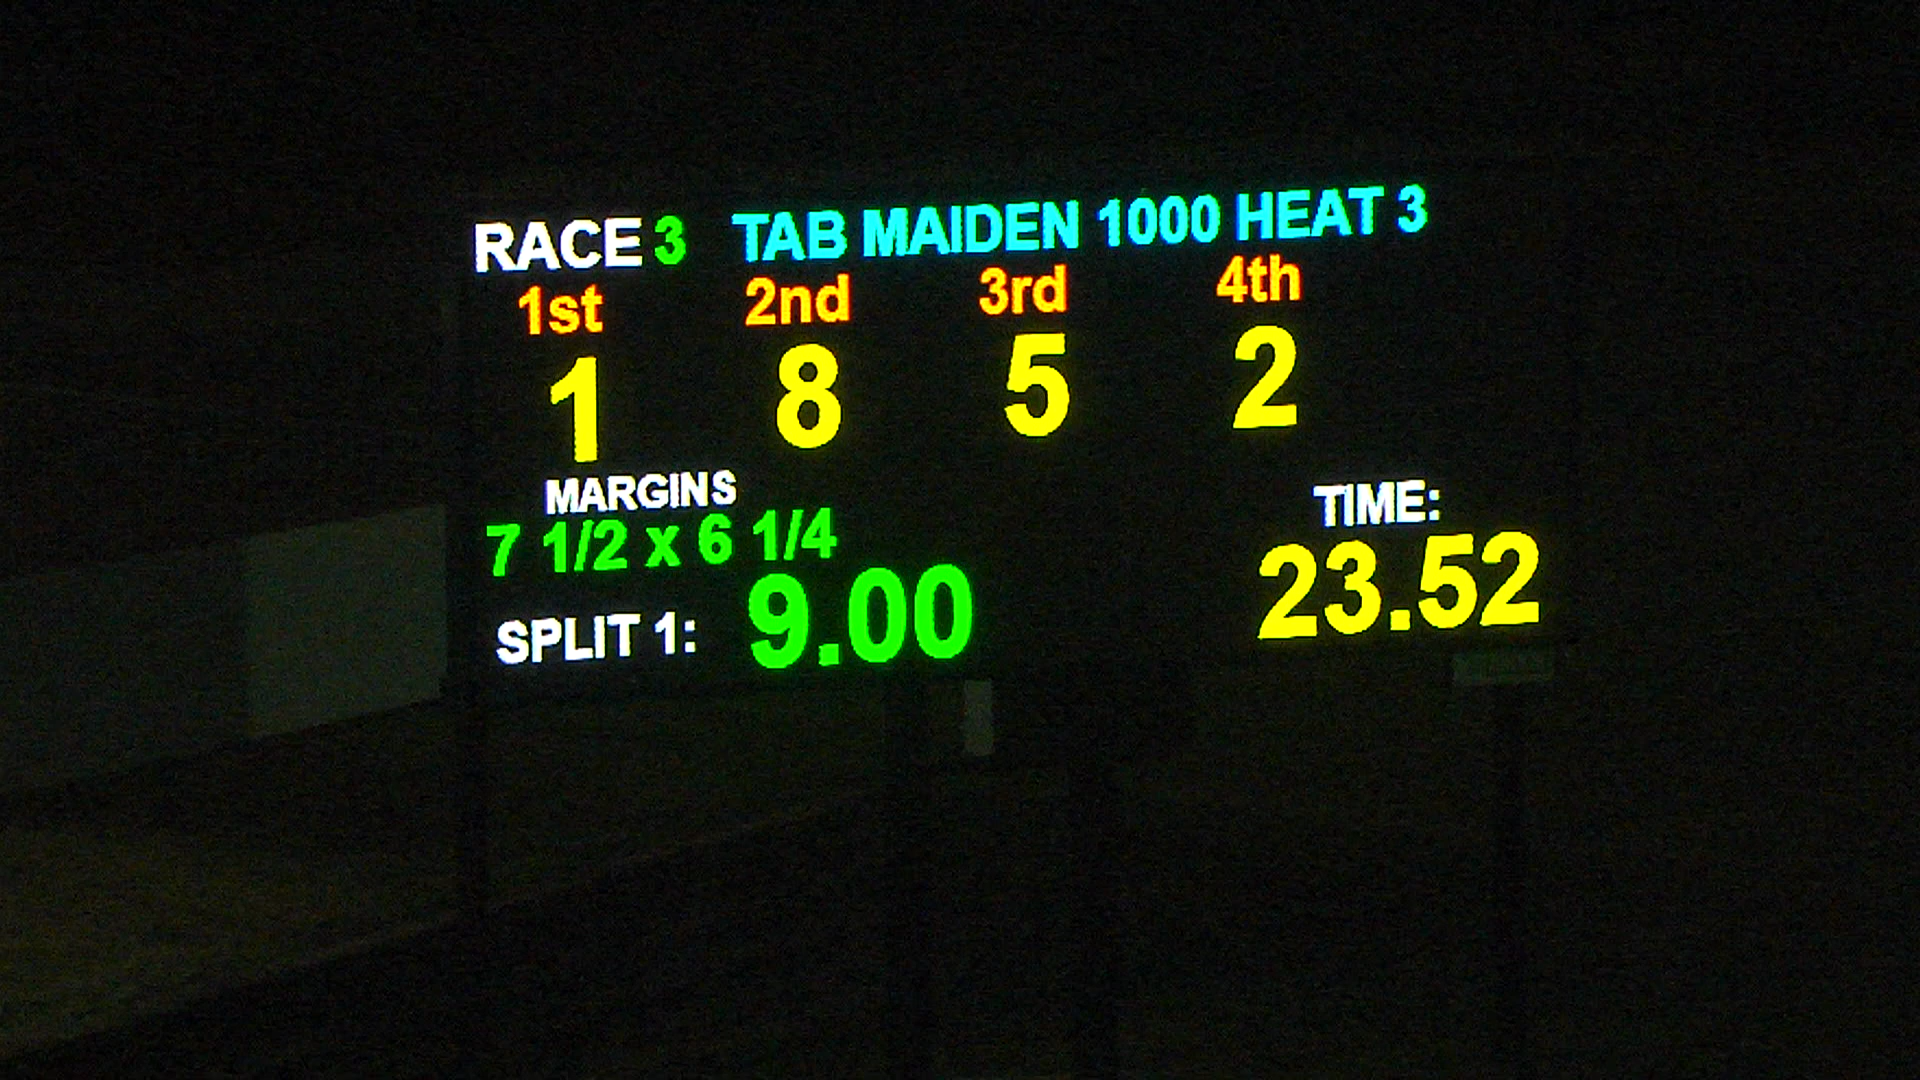 RACE 3 TAB MAIDEN 1000 HEAT 3
1st 2nd 3rd 4th
1 8 5 2
MARGINS
7 1/2 x 6 1/4
SPLIT 1: 9.00
TIME:
23.52